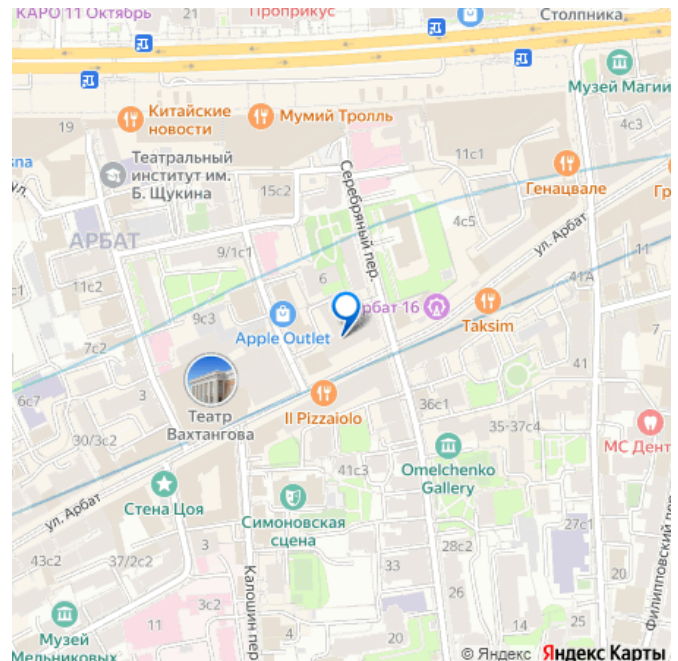 КАРО 11 Октябрь
21
Проприкус
Столпника
Музей Магии
Китайские
новости
Мумий Тролль
19
4с3
Театральный
институт им.
Б. Щукина
sna
ул.
15с2
11с1
Генацвале
Гр
Серебряный пер.
АРБАТ
9/1с1
4с5
ул. Арбат
11
11с2
6
41А
9с3
Арбат 16
Apple Outlet
Taksim
7с2
3
6с7
Театр
Вахтангова
Il Pizzaiolo
36с1
35-37с4
30/3с2
МС Дент
41с3
Omelchenko
Gallery
Стена Цоя
ул. Арбат
Симоновская
сцена
27с1
43с2
37/2с2
3
28с2
33
20
Калошин пер
Филипповский пер.
3с2
26
Музей
Мельниковых
11
4
20
14
25
© Яндекс Яндекс Карты